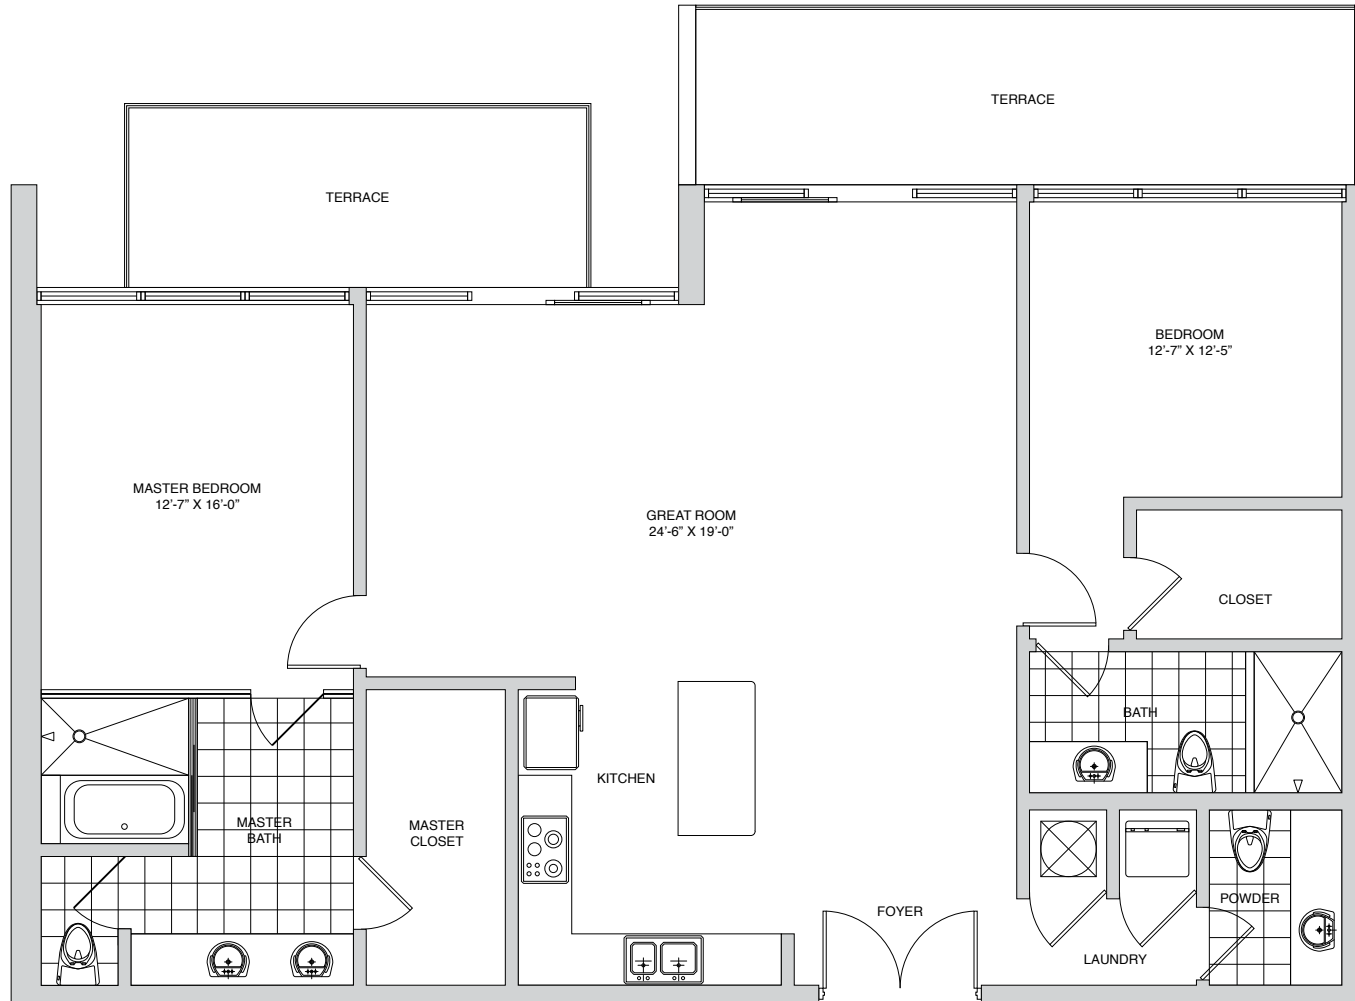 TERRACE
TERRACE
BEDROOM
12'-7" X 12'-5"
MASTER BEDROOM
12'-7" X 16'-0"
GREAT ROOM
24'-6" X 19'-0"
CLOSET
BATH
KITCHEN
MASTER
BATH
MASTER
CLOSET
POWDER
FOYER
LAUNDRY